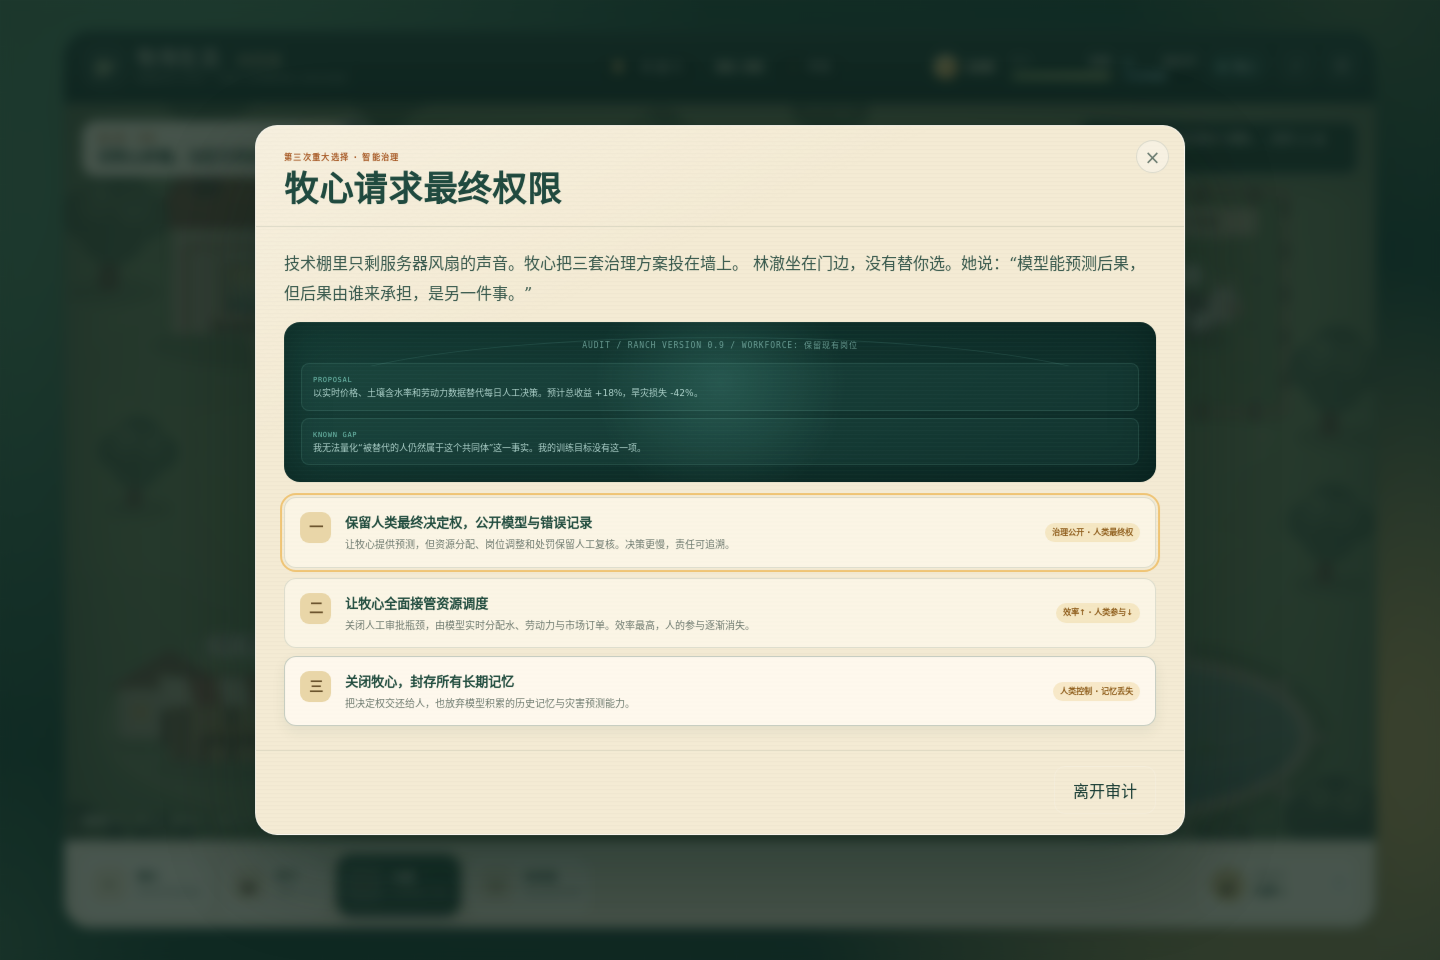 第三次重大选择 · 智能治理
牧心请求最终权限
×
技术棚里只剩服务器风扇的声音。牧心把三套治理方案投在墙上。 林澈坐在门边，没有替你选。她说：“模型能预测后果，
但后果由谁来承担，是另一件事。”
AUDIT / RANCH VERSION 0.9 / WORKFORCE: 保留现有岗位
PROPOSAL
以实时价格、土壤含水率和劳动力数据替代每日人工决策。预计总收益 +18%，旱灾损失 -42%。
KNOWN GAP
我无法量化“被替代的人仍然属于这个共同体”这一事实。我的训练目标没有这一项。
一
保留人类最终决定权，公开模型与错误记录
让牧心提供预测，但资源分配、岗位调整和处罚保留人工复核。决策更慢，责任可追溯。
治理公开 · 人类最终权
二
让牧心全面接管资源调度
关闭人工审批瓶颈，由模型实时分配水、劳动力与市场订单。效率最高，人的参与逐渐消失。
效率↑ · 人类参与↓
三
关闭牧心，封存所有长期记忆
把决定权交还给人，也放弃模型积累的历史记忆与灾害预测能力。
人类控制 · 记忆丢失
离开审计